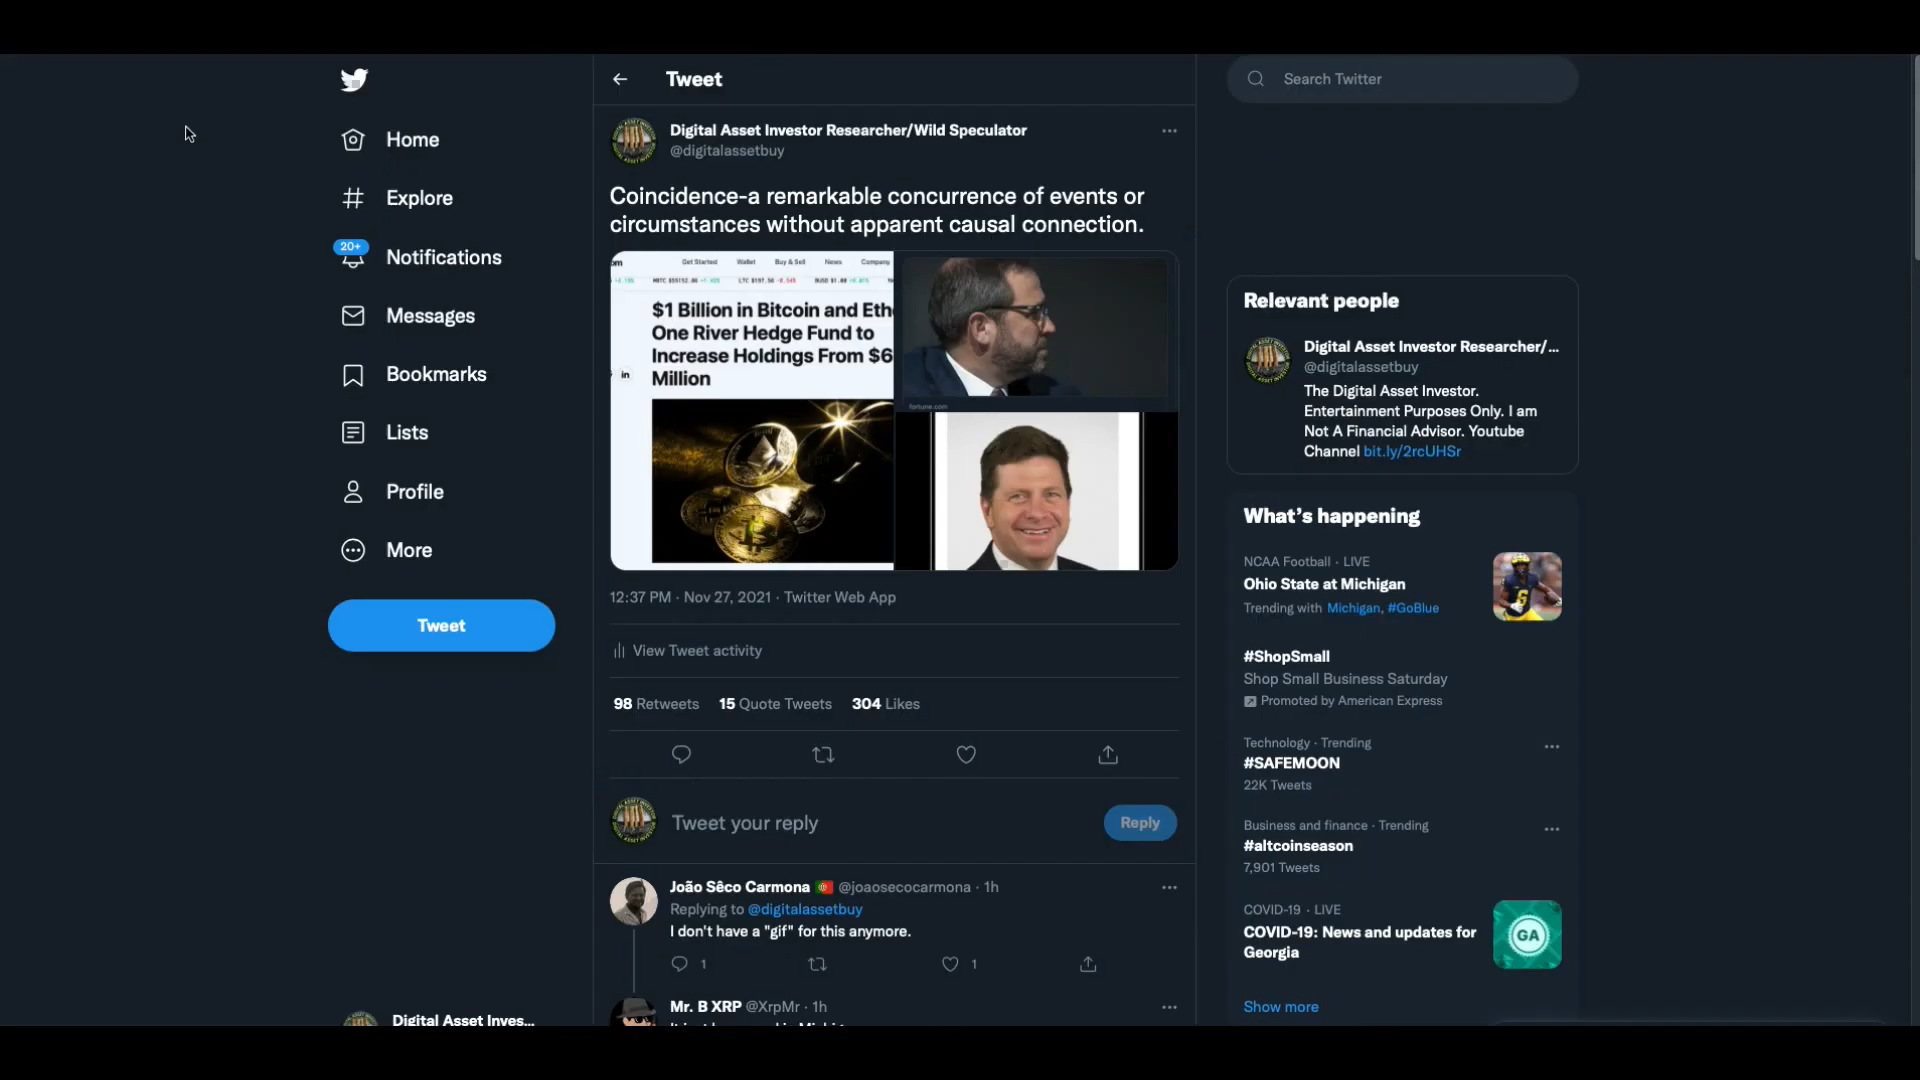 Home
Explore
20+
Notifications
Messages
Bookmarks
Lists
Profile
More
Tweet
Digital Asset Inves...
Tweet
Digital Asset Investor Researcher/Wild Speculator
@digitalassetbuy
Coincidence-a remarkable concurrence of events or
circumstances without apparent causal connection.
om Get Started Wallet Buy & Sell News Company
$1 Billion in Bitcoin and Eth
One River Hedge Fund to
Increase Holdings From $6
Million
in
fortune.com
12:37 PM · Nov 27, 2021 · Twitter Web App
View Tweet activity
98 Retweets 15 Quote Tweets 304 Likes
Tweet your reply
Reply
João Sêco Carmona @joaosecocarmona · 1h
Replying to @digitalassetbuy
I don't have a "gif" for this anymore.
1 1
Mr. B XRP @XrpMr · 1h
Search Twitter
Relevant people
Digital Asset Investor Researcher/...
@digitalassetbuy
The Digital Asset Investor.
Entertainment Purposes Only. I am
Not A Financial Advisor. Youtube
Channel bit.ly/2rcUHSr
What's happening
NCAA Football · LIVE
Ohio State at Michigan
Trending with Michigan, #GoBlue
#ShopSmall
Shop Small Business Saturday
Promoted by American Express
Technology · Trending
#SAFEMOON
22K Tweets
Business and finance · Trending
#altcoinseason
7,901 Tweets
COVID-19 · LIVE
COVID-19: News and updates for
Georgia
GA
Show more